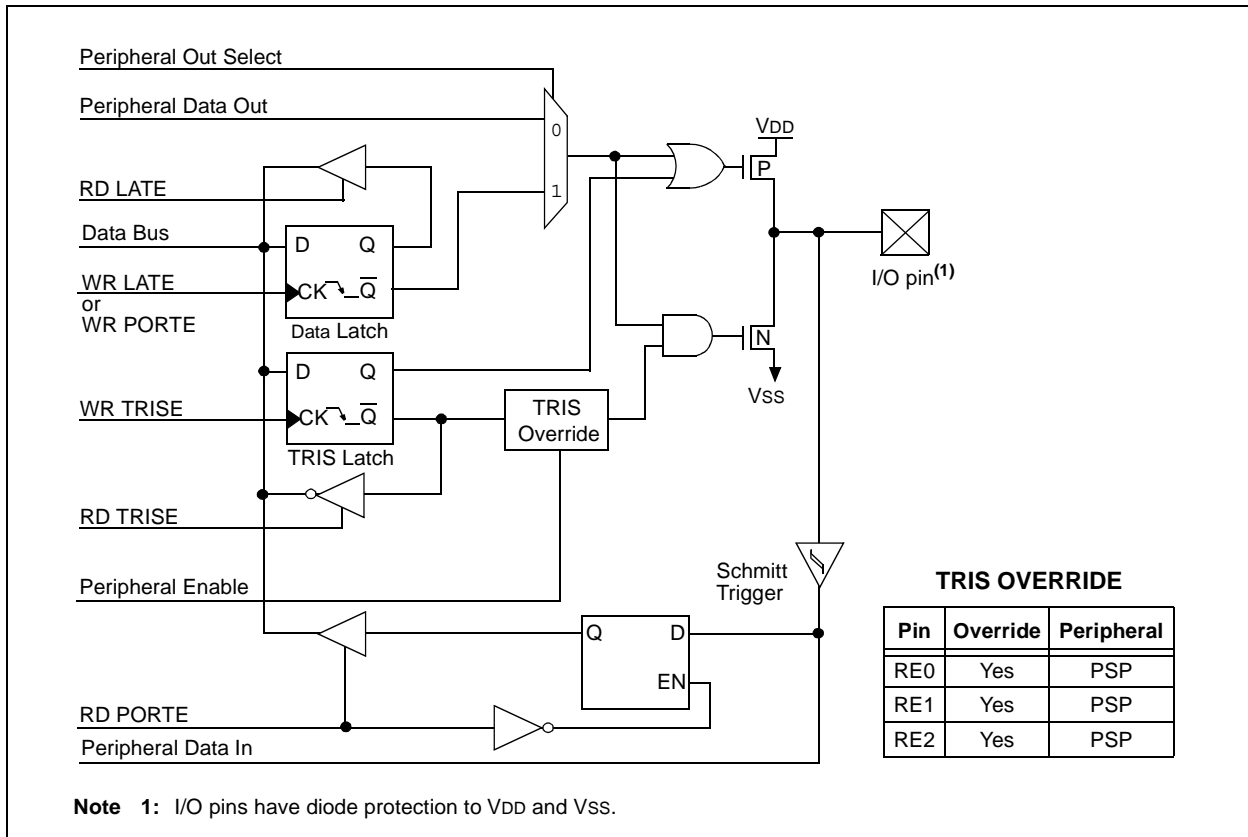 Peripheral Out Select
Peripheral Data Out
RD LATE
Data Bus
WR LATE
or
WR PORTE
D Q
CK Q̅
Data Latch
WR TRISE
D Q
CK Q̅
TRIS Latch
RD TRISE
Peripheral Enable
TRIS
Override
0
1
VDD
P
I/O pin(1)
N
VSS
Schmitt
Trigger
Q D
EN
RD PORTE
Peripheral Data In
TRIS OVERRIDE
Pin Override Peripheral
RE0 Yes PSP
RE1 Yes PSP
RE2 Yes PSP
Note 1: I/O pins have diode protection to VDD and VSS.